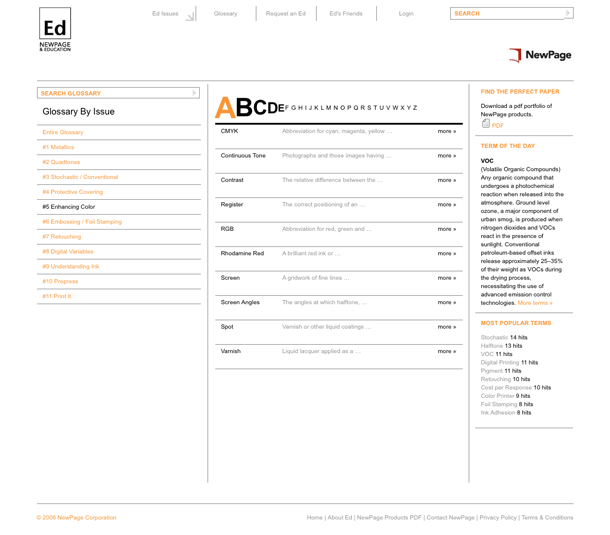 Ed
NEWPAGE
& EDUCATION
Ed Issues
Glossary
Request an Ed
Ed's Friends
Login
SEARCH
NewPage
SEARCH GLOSSARY
Glossary By Issue
Entire Glossary
#1 Metallics
#2 Quadtones
#3 Stochastic / Conventional
#4 Protective Covering
#5 Enhancing Color
#6 Embossing / Foil Stamping
#7 Retouching
#8 Digital Variables
#9 Understanding Ink
#10 Prepress
#11 Print It
ABCDEFGHIJKLMNOPQRSTUVWXYZ
CMYK Abbreviation for cyan, magenta, yellow … more »
Continuous Tone Photographs and those images having … more »
Contrast The relative difference between the … more »
Register The correct positioning of an … more »
RGB Abbreviation for red, green and … more »
Rhodamine Red A brilliant red ink or … more »
Screen A gridwork of fine lines … more »
Screen Angles The angles at which halftone, … more »
Spot Varnish or other liquid coatings … more »
Varnish Liquid lacquer applied as a … more »
FIND THE PERFECT PAPER
Download a pdf portfolio of
NewPage products.
PDF
TERM OF THE DAY
VOC
(Volatile Organic Compounds)
Any organic compound that
undergoes a photochemical
reaction when released into the
atmosphere. Ground level
ozone, a major component of
urban smog, is produced when
nitrogen dioxides and VOCs
react in the presence of
sunlight. Conventional
petroleum-based offset inks
release approximately 25–35%
of their weight as VOCs during
the drying process,
necessitating the use of
advanced emission control
technologies. More terms »
MOST POPULAR TERMS
Stochastic 14 hits
Halftone 13 hits
VOC 11 hits
Digital Printing 11 hits
Pigment 11 hits
Retouching 10 hits
Cost per Response 10 hits
Color Printer 9 hits
Foil Stamping 8 hits
Ink Adhesion 8 hits
© 2008 NewPage Corporation
Home | About Ed | NewPage Products PDF | Contact NewPage | Privacy Policy | Terms & Conditions